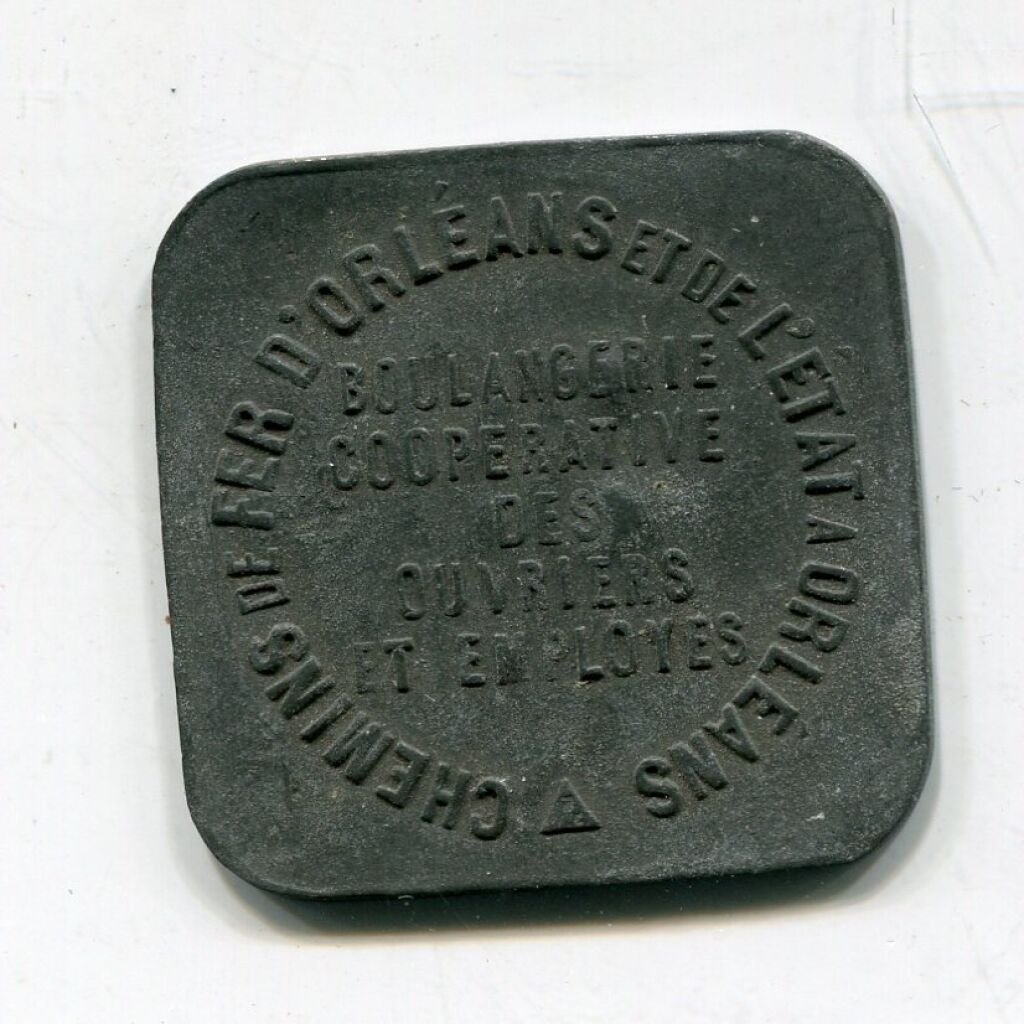 CHEMINS DE FER D'ORLÉANS ET DE L'ÉTAT A ORLÉANS
BOULANGERIE
COOPERATIVE
DES
OUVRIERS
ET EMPLOYES